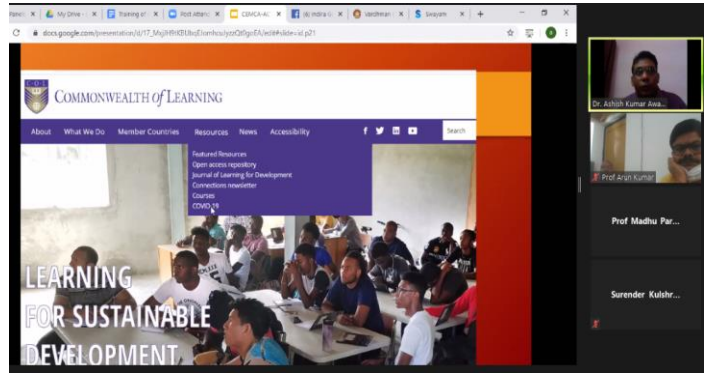 My Drive -
Training of
Post Attend
CEMCA-A
Swayam
docs.google.com/presentation/d/
COL
COMMONWEALTH of LEARNING
About What We Do Member Countries Resources News Accessibility Search
Featured Resources
Open access repository
Journal of Learning for Development
Connections newsletter
Courses
COVID 19
LEARNING
FOR SUSTAINABLE
DEVELOPMENT
Dr. Ashish Kumar Awa...
Prof Arun Kumar
Prof Madhu Par...
Surender Kulshr...